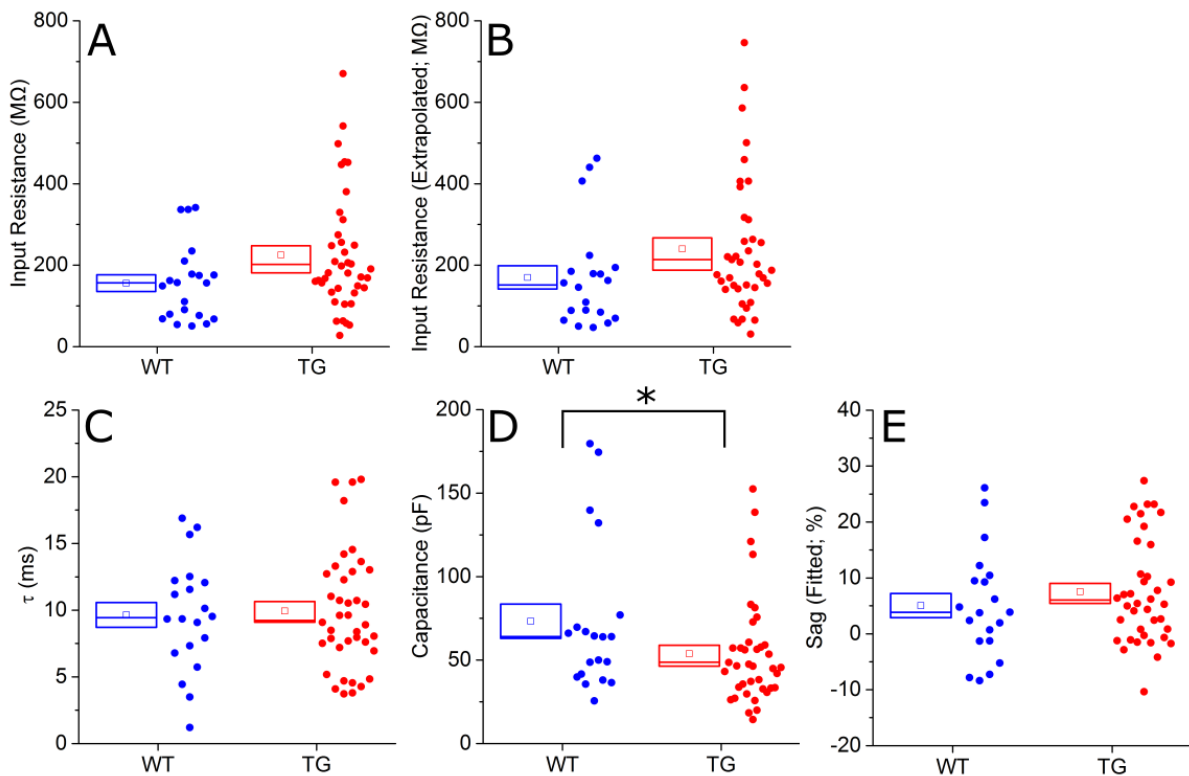 A
Input Resistance (MΩ)
800
600
400
200
0
WT
TG
B
Input Resistance (Extrapolated; MΩ)
800
600
400
200
0
WT
TG
C
τ (ms)
25
20
15
10
5
0
WT
TG
D
*
Capacitance (pF)
200
150
100
50
0
WT
TG
E
Sag (Fitted; %)
40
30
20
10
0
-10
-20
WT
TG